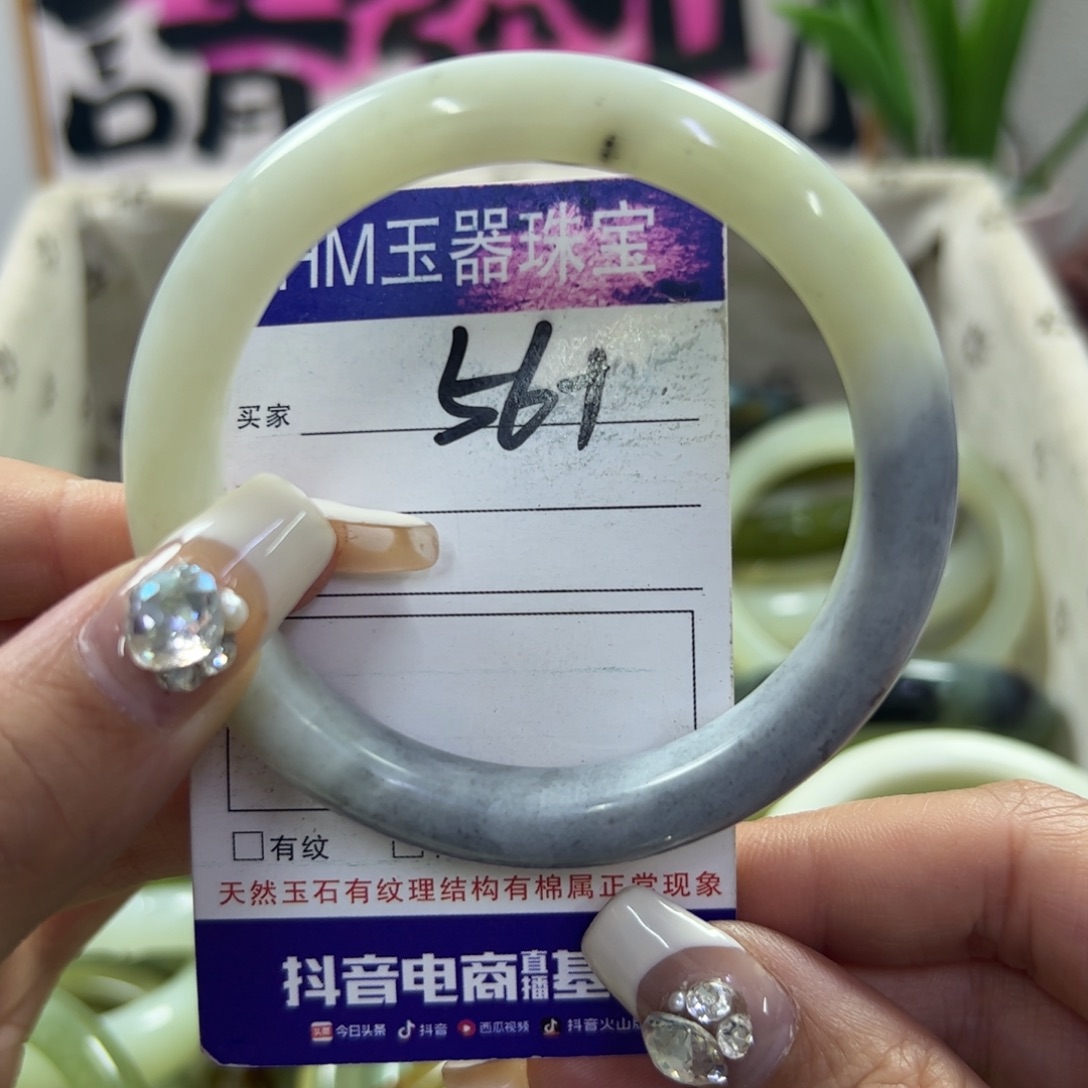 請
HM玉器珠宝
561
买家
有纹
天然玉石有纹理结构有棉属正常现象
抖音电商直播基
今日头条 抖音 西瓜视频 抖音火山版